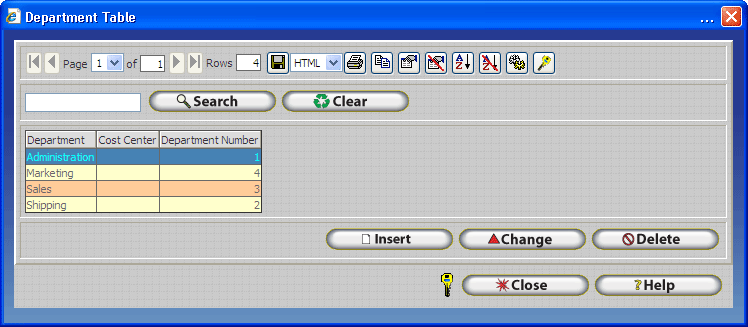 Department Table ...
Page 1 of 1 Rows 4 HTML A Z A Z
Search Clear
Department Cost Center Department Number
Administration 1
Marketing 4
Sales 3
Shipping 2
Insert Change Delete
Close ? Help